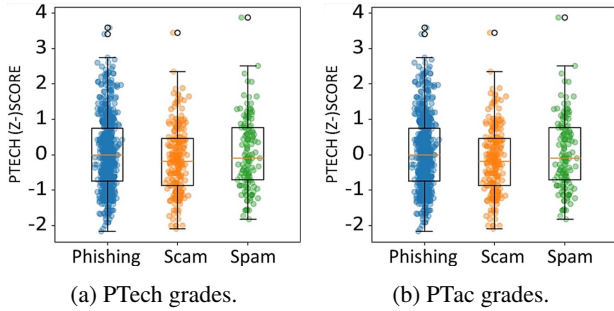 PTECH (Z-)SCORE
4
3
2
1
0
-1
-2
Phishing Scam Spam
(a) PTech grades.
PTECH (Z-)SCORE
4
3
2
1
0
-1
-2
Phishing Scam Spam
(b) PTac grades.